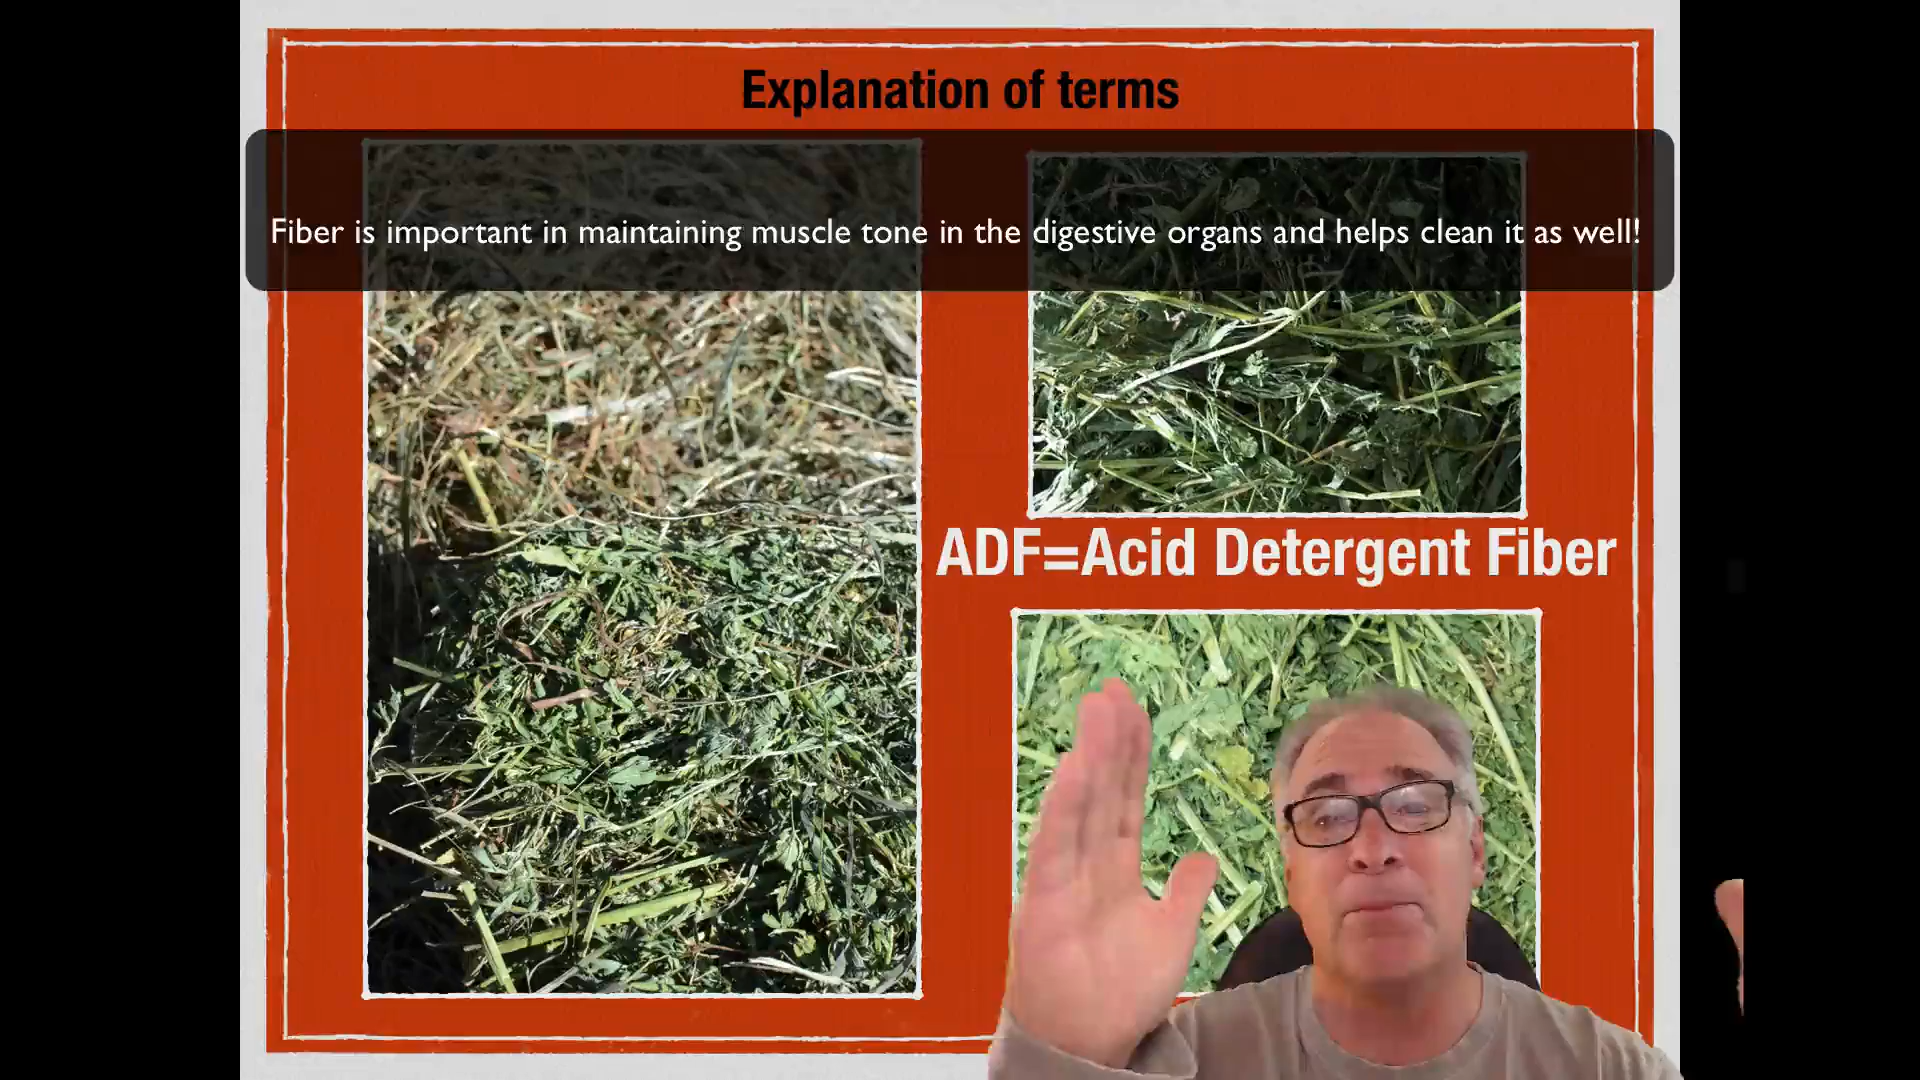 Explanation of terms
Fiber is important in maintaining muscle tone in the digestive organs and helps clean it as well!
ADF=Acid Detergent Fiber